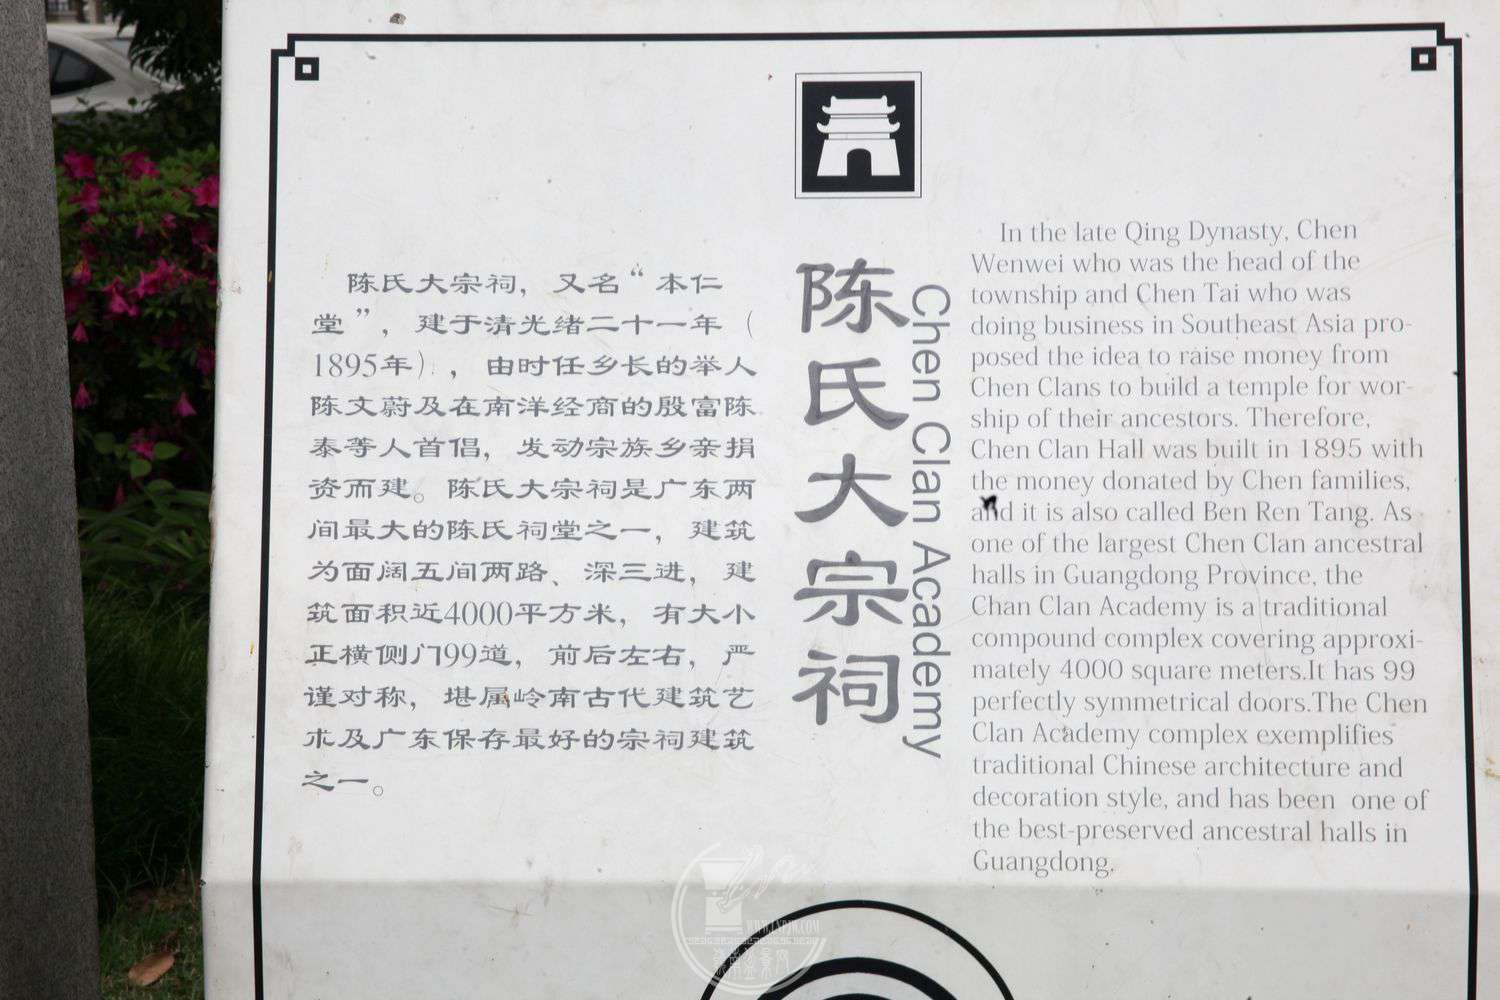 陈氏大宗祠，又名“本仁
堂”，建于清光绪二十一年（
1895年），由时任乡长的举人
陈文蔚及在南洋经商的殷富陈
泰等人首倡，发动宗族乡亲捐
资而建。陈氏大宗祠是广东两
间最大的陈氏祠堂之一，建筑
为面阔五间两路、深三进，建
筑面积近4000平方米，有大小
正横侧门99道，前后左右，严
谨对称，堪属岭南古代建筑艺
术及广东保存最好的宗祠建筑
之一。
陈氏大宗祠
Chen Clan Academy
In the late Qing Dynasty, Chen
Wenwei who was the head of the
township and Chen Tai who was
doing business in Southeast Asia pro-
posed the idea to raise money from
Chen Clans to build a temple for wor-
ship of their ancestors. Therefore,
Chen Clan Hall was built in 1895 with
the money donated by Chen families,
and it is also called Ben Ren Tang. As
one of the largest Chen Clan ancestral
halls in Guangdong Province, the
Chan Clan Academy is a traditional
compound complex covering approxi-
mately 4000 square meters.It has 99
perfectly symmetrical doors.The Chen
Clan Academy complex exemplifies
traditional Chinese architecture and
decoration style, and has been one of
the best-preserved ancestral halls in
Guangdong.